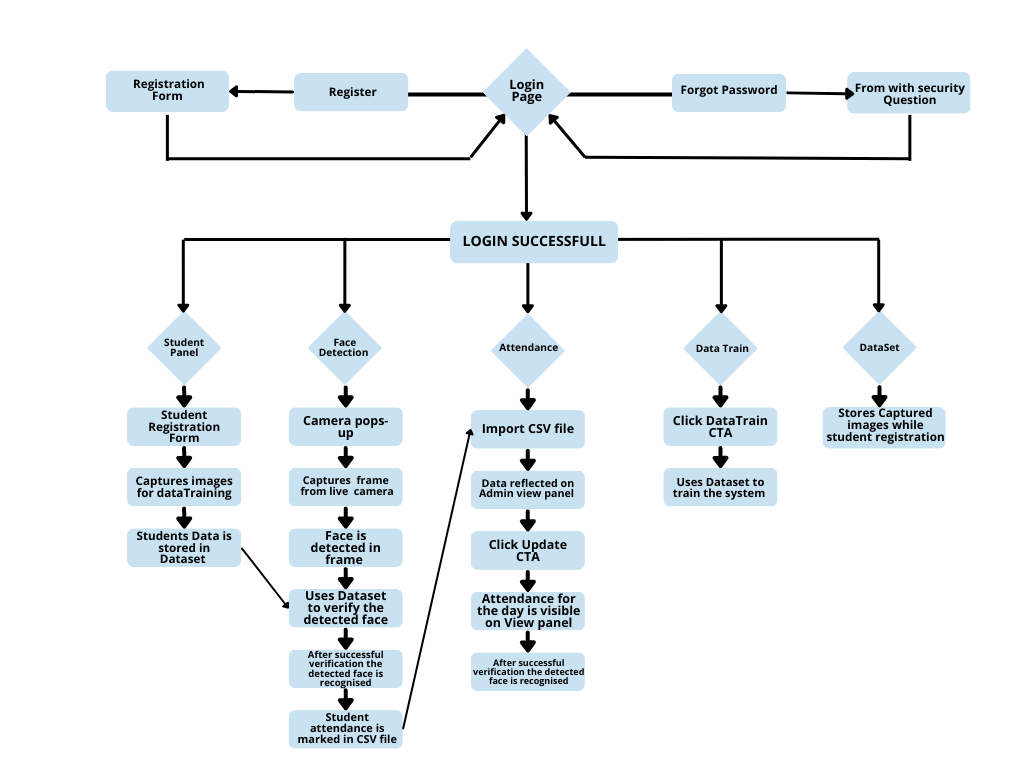 Registration
Form
Register
Login
Page
Forgot Password
From with security
Question
LOGIN SUCCESSFULL
Student
Panel
Face
Detection
Attendance
Data Train
DataSet
Student
Registration
Form
Captures images
for dataTraining
Students Data is
stored in
Dataset
Camera pops-
up
Captures frame
from live camera
Face is
detected in
frame
Uses Dataset
to verify the
detected face
After successful
verification the
detected face is
recognised
Student
attendance is
marked in CSV file
Import CSV file
Data reflected on
Admin view panel
Click Update
CTA
Attendance for
the day is visible
on View panel
After successful
verification the detected
face is recognised
Click DataTrain
CTA
Uses Dataset to
train the system
Stores Captured
images while
student registration